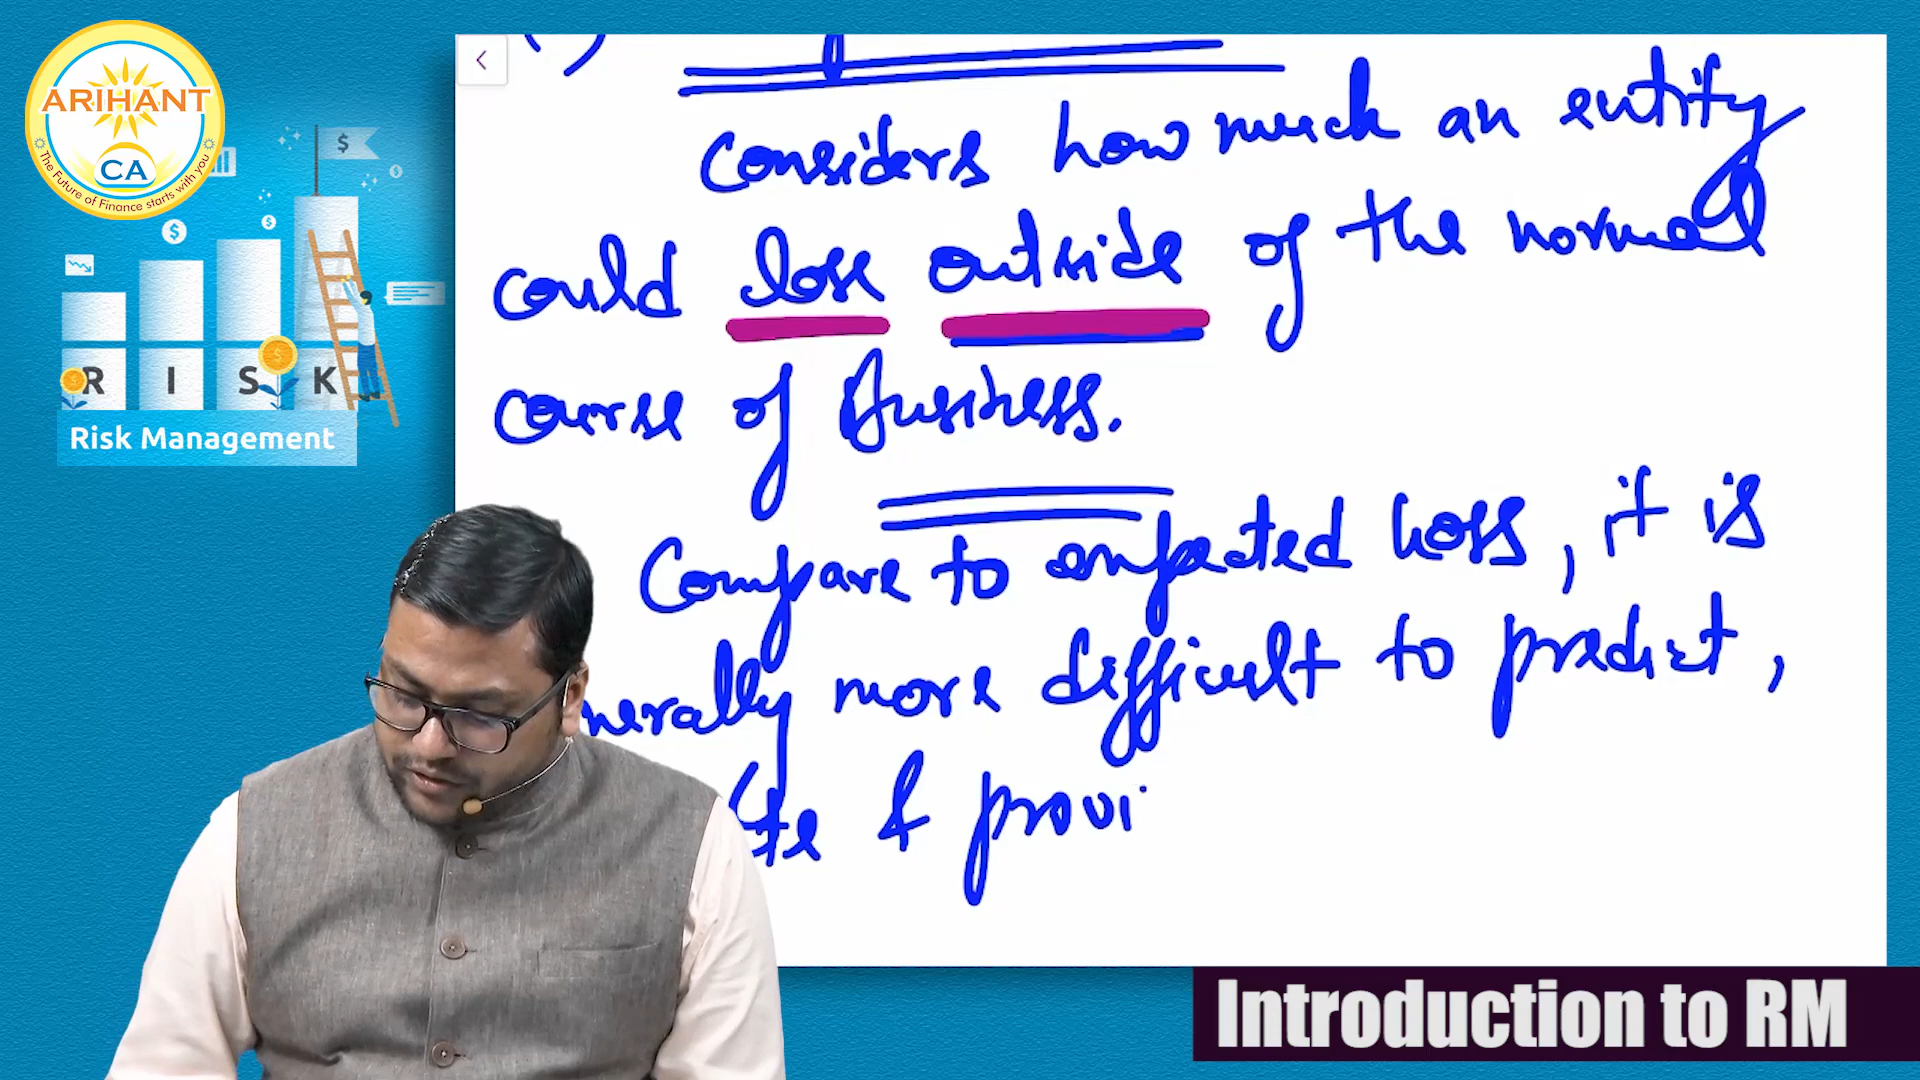 ARIHANT
CA
The Future of Finance starts with you
$
$
$
$
R I S K
Risk Management
Considers how much an entity
could lose outside of the normal
course of Business.
Compare to expected Loss, it is
nerally more difficult to predict,
te & provi
Introduction to RM